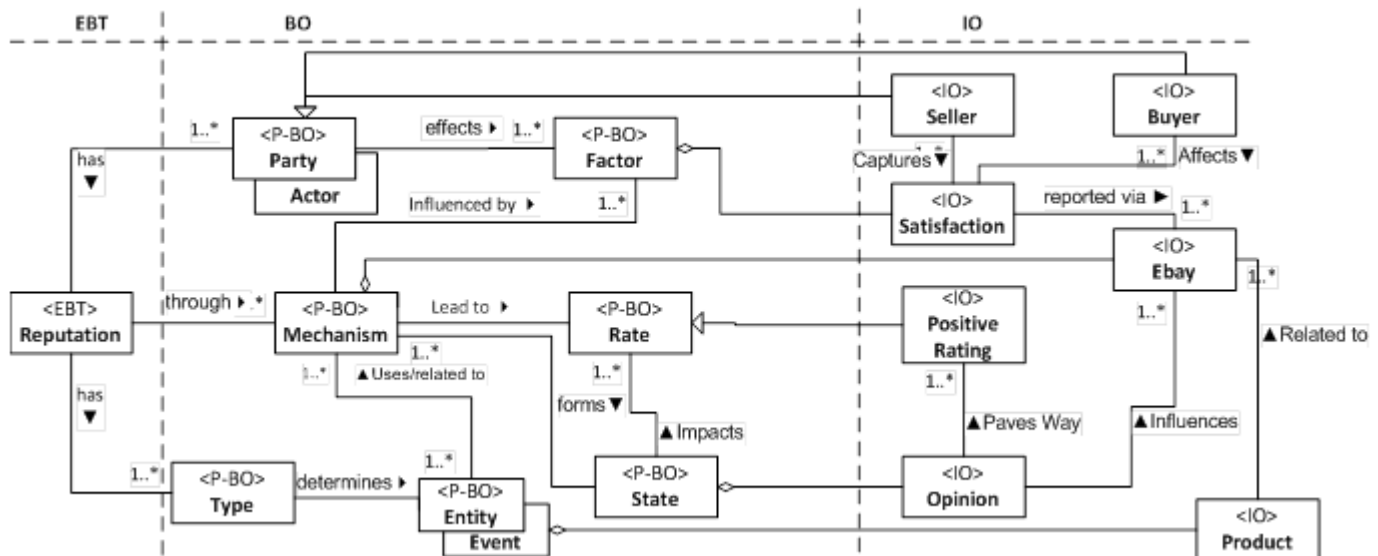 EBT BO IO
<IO>
Seller
<IO>
Buyer
1..* <P-BO>
Party
Actor
effects ▶ 1..* <P-BO>
Factor
has
▼
Captures▼
1..* Affects▼
Influenced by ▶ 1..*
<IO>
Satisfaction
reported via ▶
1..*
<IO>
Ebay
1..*
<EBT>
Reputation
through ▶ .*
<P-BO>
Mechanism
Lead to ▶
<P-BO>
Rate
<IO>
Positive
Rating
1..*
▲Related to
1..* 1..*
▲Uses/related to
1..*
1..*
has
▼
forms▼
▲Impacts
▲Paves Way
▲Influences
1..* <P-BO>
Type
determines ▶
1..*
<P-BO>
Entity
Event
<P-BO>
State
<IO>
Opinion
<IO>
Product